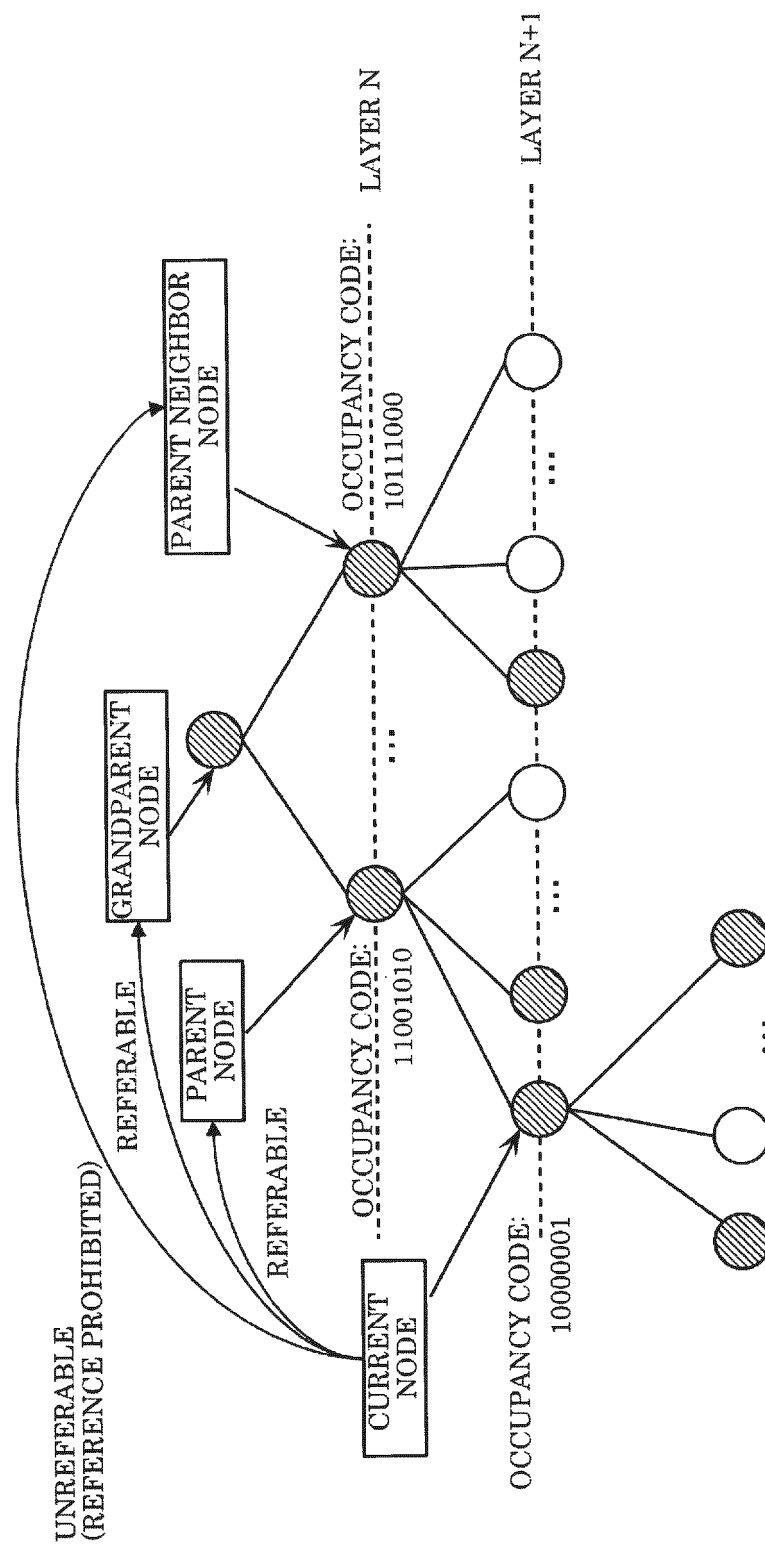 UNREFERABLE
(REFERENCE PROHIBITED)
REFERABLE
GRANDPARENT
NODE
PARENT NEIGHBOR
NODE
PARENT
NODE
REFERABLE
CURRENT
NODE
OCCUPANCY CODE:
11001010
...
OCCUPANCY CODE:
10111000
LAYER N
OCCUPANCY CODE:
10000001
...
...
LAYER N+1
...